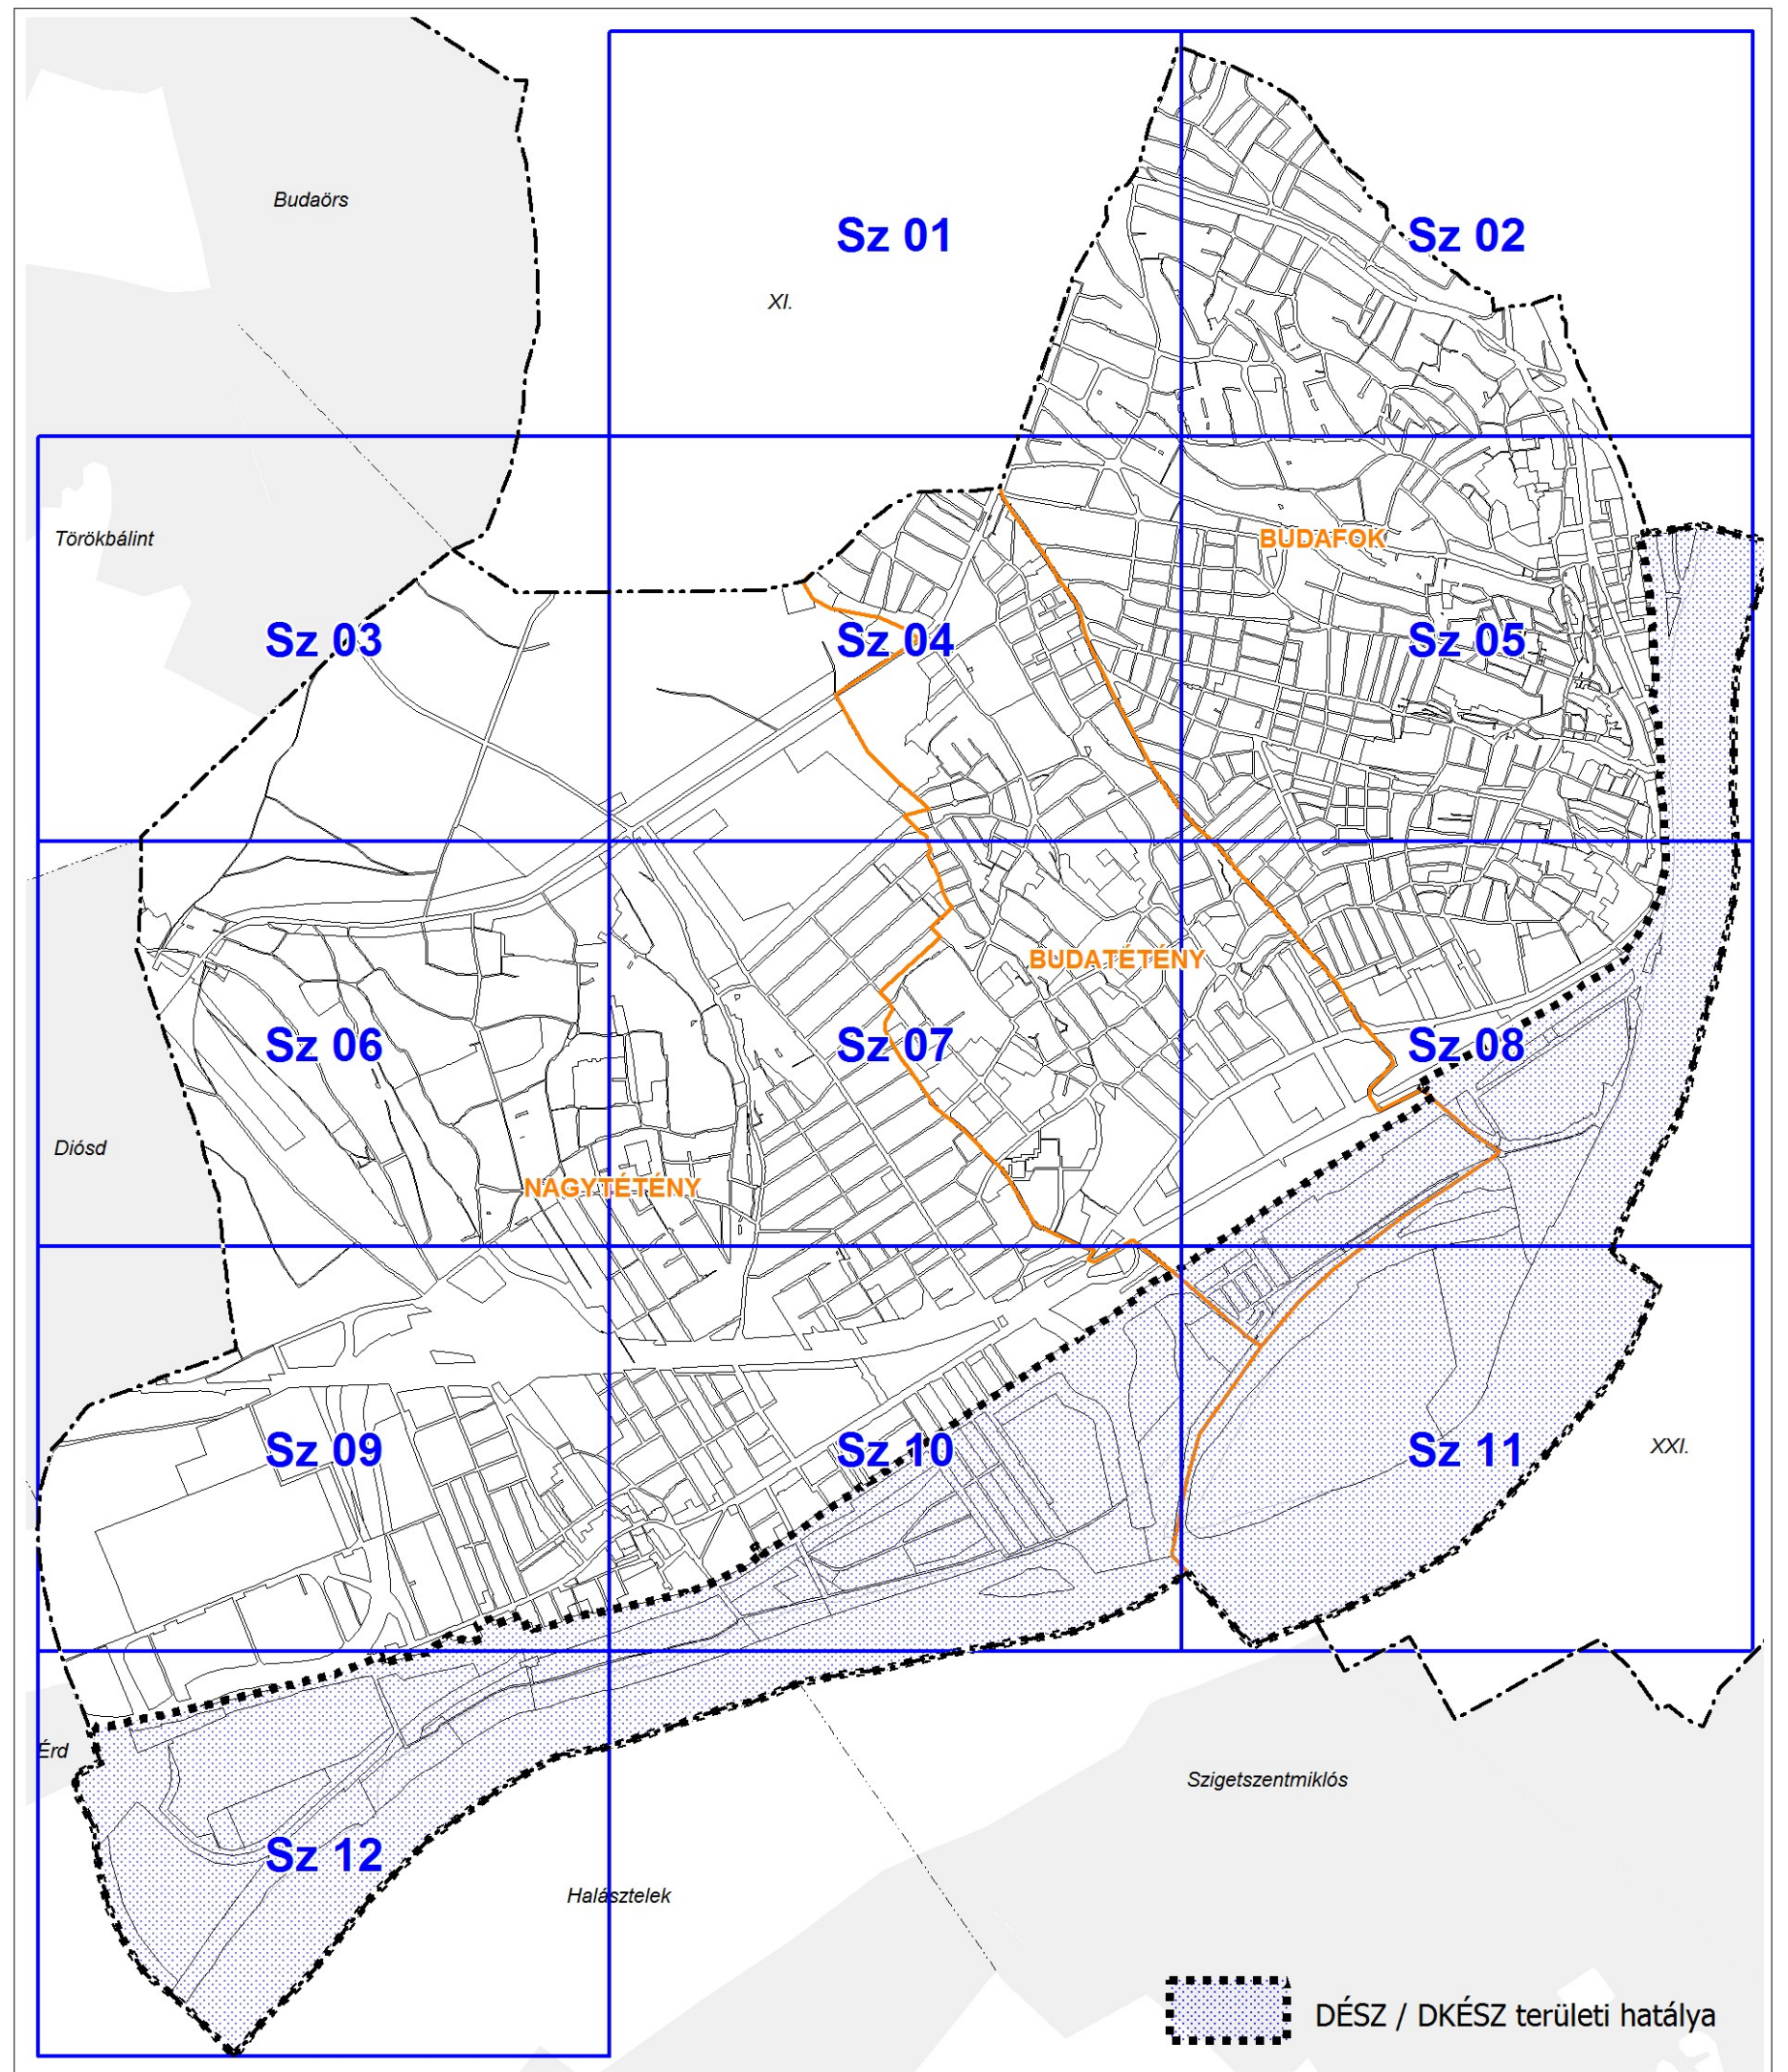 Budaörs
Sz 01
Sz 02
XI.
Törökbálint
BUDAFOK
Sz 03
Sz 04
Sz 05
BUDATÉTÉNY
Sz 06
Sz 07
Sz 08
Diósd
NAGYTÉTÉNY
Sz 09
Sz 10
Sz 11
XXI.
Érd
Szigetszentmiklós
Sz 12
Halásztelek
DÉSZ / DKÉSZ területi hatálya